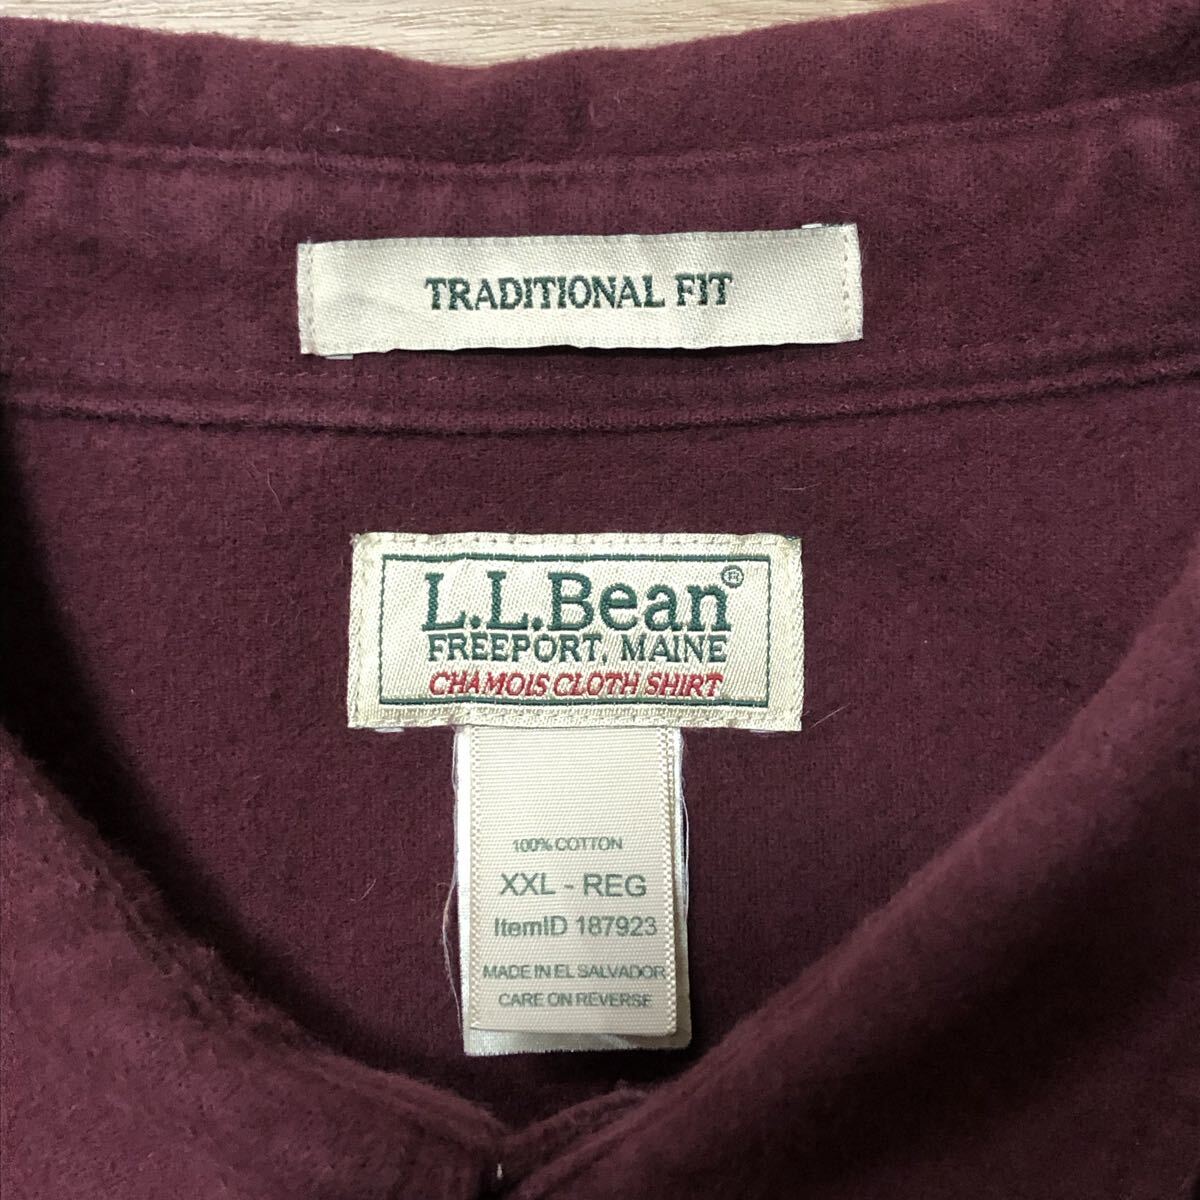 TRADITIONAL FIT
L.L.Bean®
FREEPORT, MAINE
CHAMOIS CLOTH SHIRT
100% COTTON
XXL - REG
ItemID 187923
MADE IN EL SALVADOR
CARE ON REVERSE